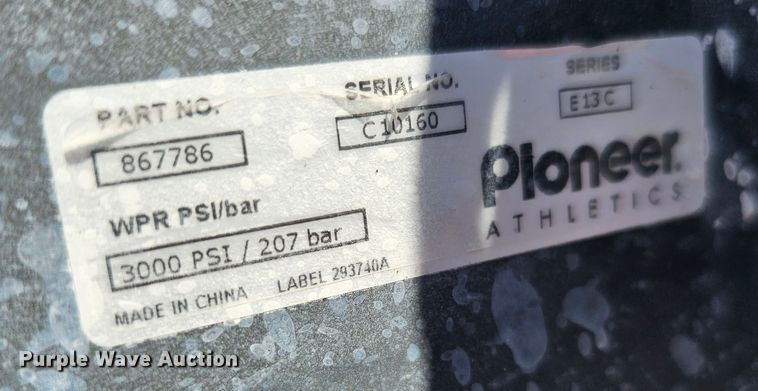 PART NO.
867786
SERIAL NO.
C10160
SERIES
E13C
WPR PSI/bar
3000 PSI / 207 bar
Pioneer
ATHLETICS
MADE IN CHINA LABEL 293740A
Purple Wave Auction